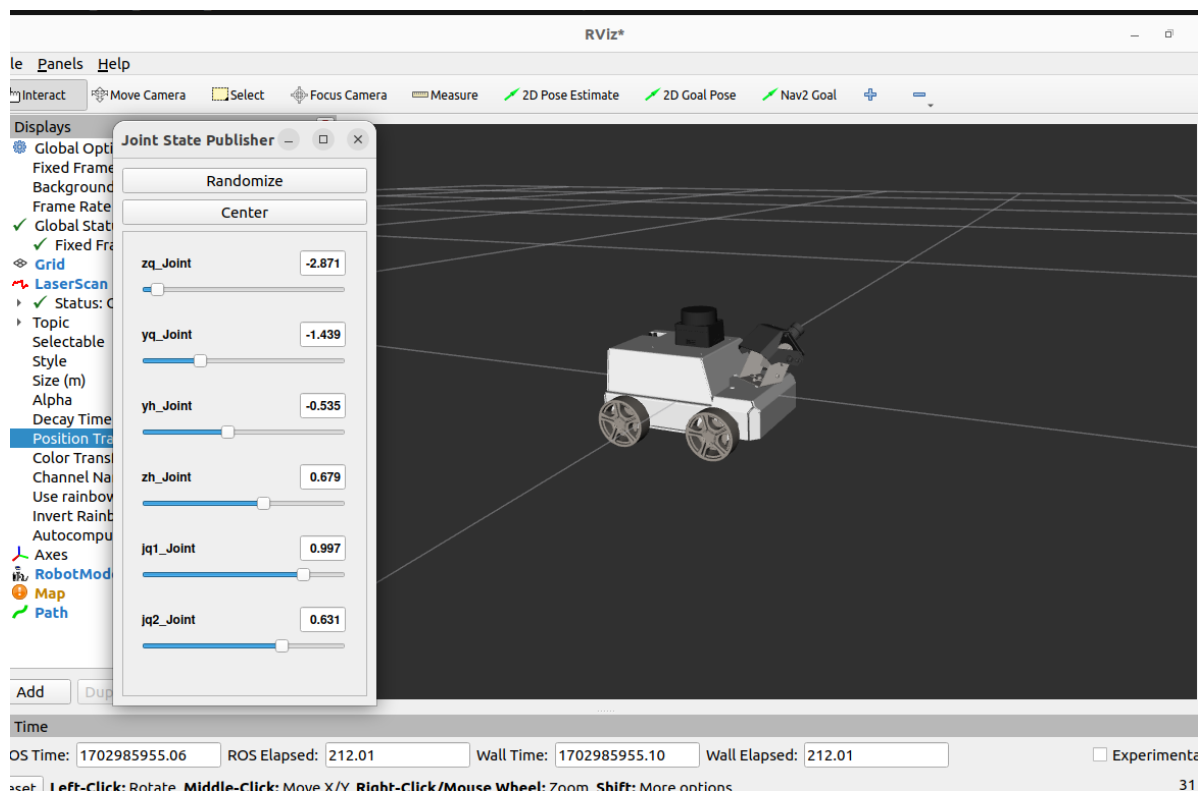 RViz*
le Panels Help
Interact Move Camera Select Focus Camera Measure 2D Pose Estimate 2D Goal Pose Nav2 Goal
Displays
Global Opti
Fixed Frame
Background
Frame Rate
Global Stat
Fixed Fra
Grid
LaserScan
Status: 
Topic
Selectable
Style
Size (m)
Alpha
Decay Time
Position Tra
Color Trans
Channel Na
Use rainbow
Invert Rainb
Autocompu
Axes
RobotMod
Map
Path
Add Dup
Joint State Publisher
Randomize
Center
zq_Joint -2.871
yq_Joint -1.439
yh_Joint -0.535
zh_Joint 0.679
jq1_Joint 0.997
jq2_Joint 0.631
Time
OS Time: 1702985955.06 ROS Elapsed: 212.01 Wall Time: 1702985955.10 Wall Elapsed: 212.01 Experimenta
eset Left-Click: Rotate. Middle-Click: Move X/Y. Right-Click/Mouse Wheel: Zoom. Shift: More options. 31